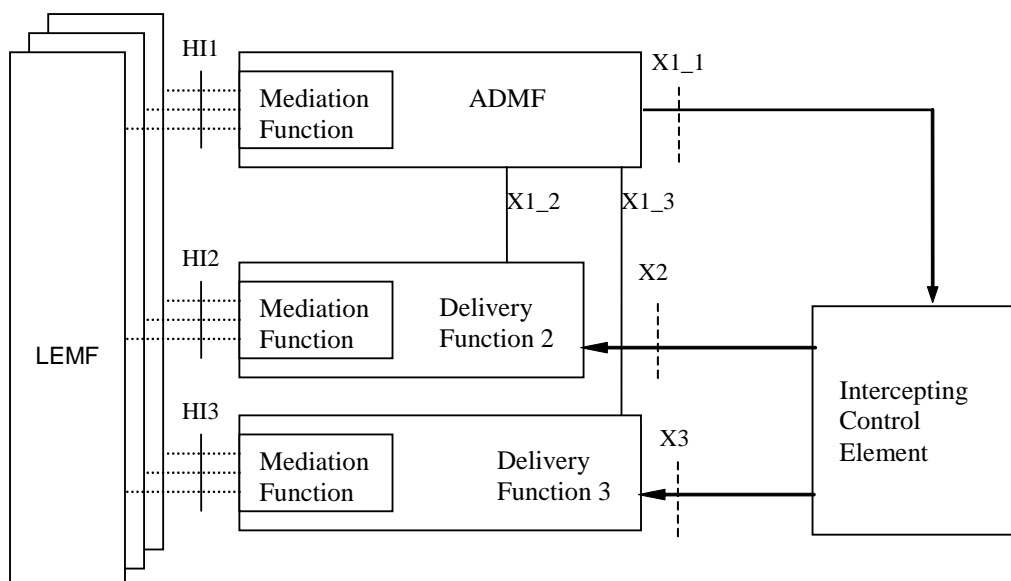 HI1
X1_1
Mediation
Function
ADMF
X1_2
X1_3
HI2
X2
Mediation
Function
Delivery
Function 2
LEMF
Intercepting
Control
Element
HI3
X3
Mediation
Function
Delivery
Function 3